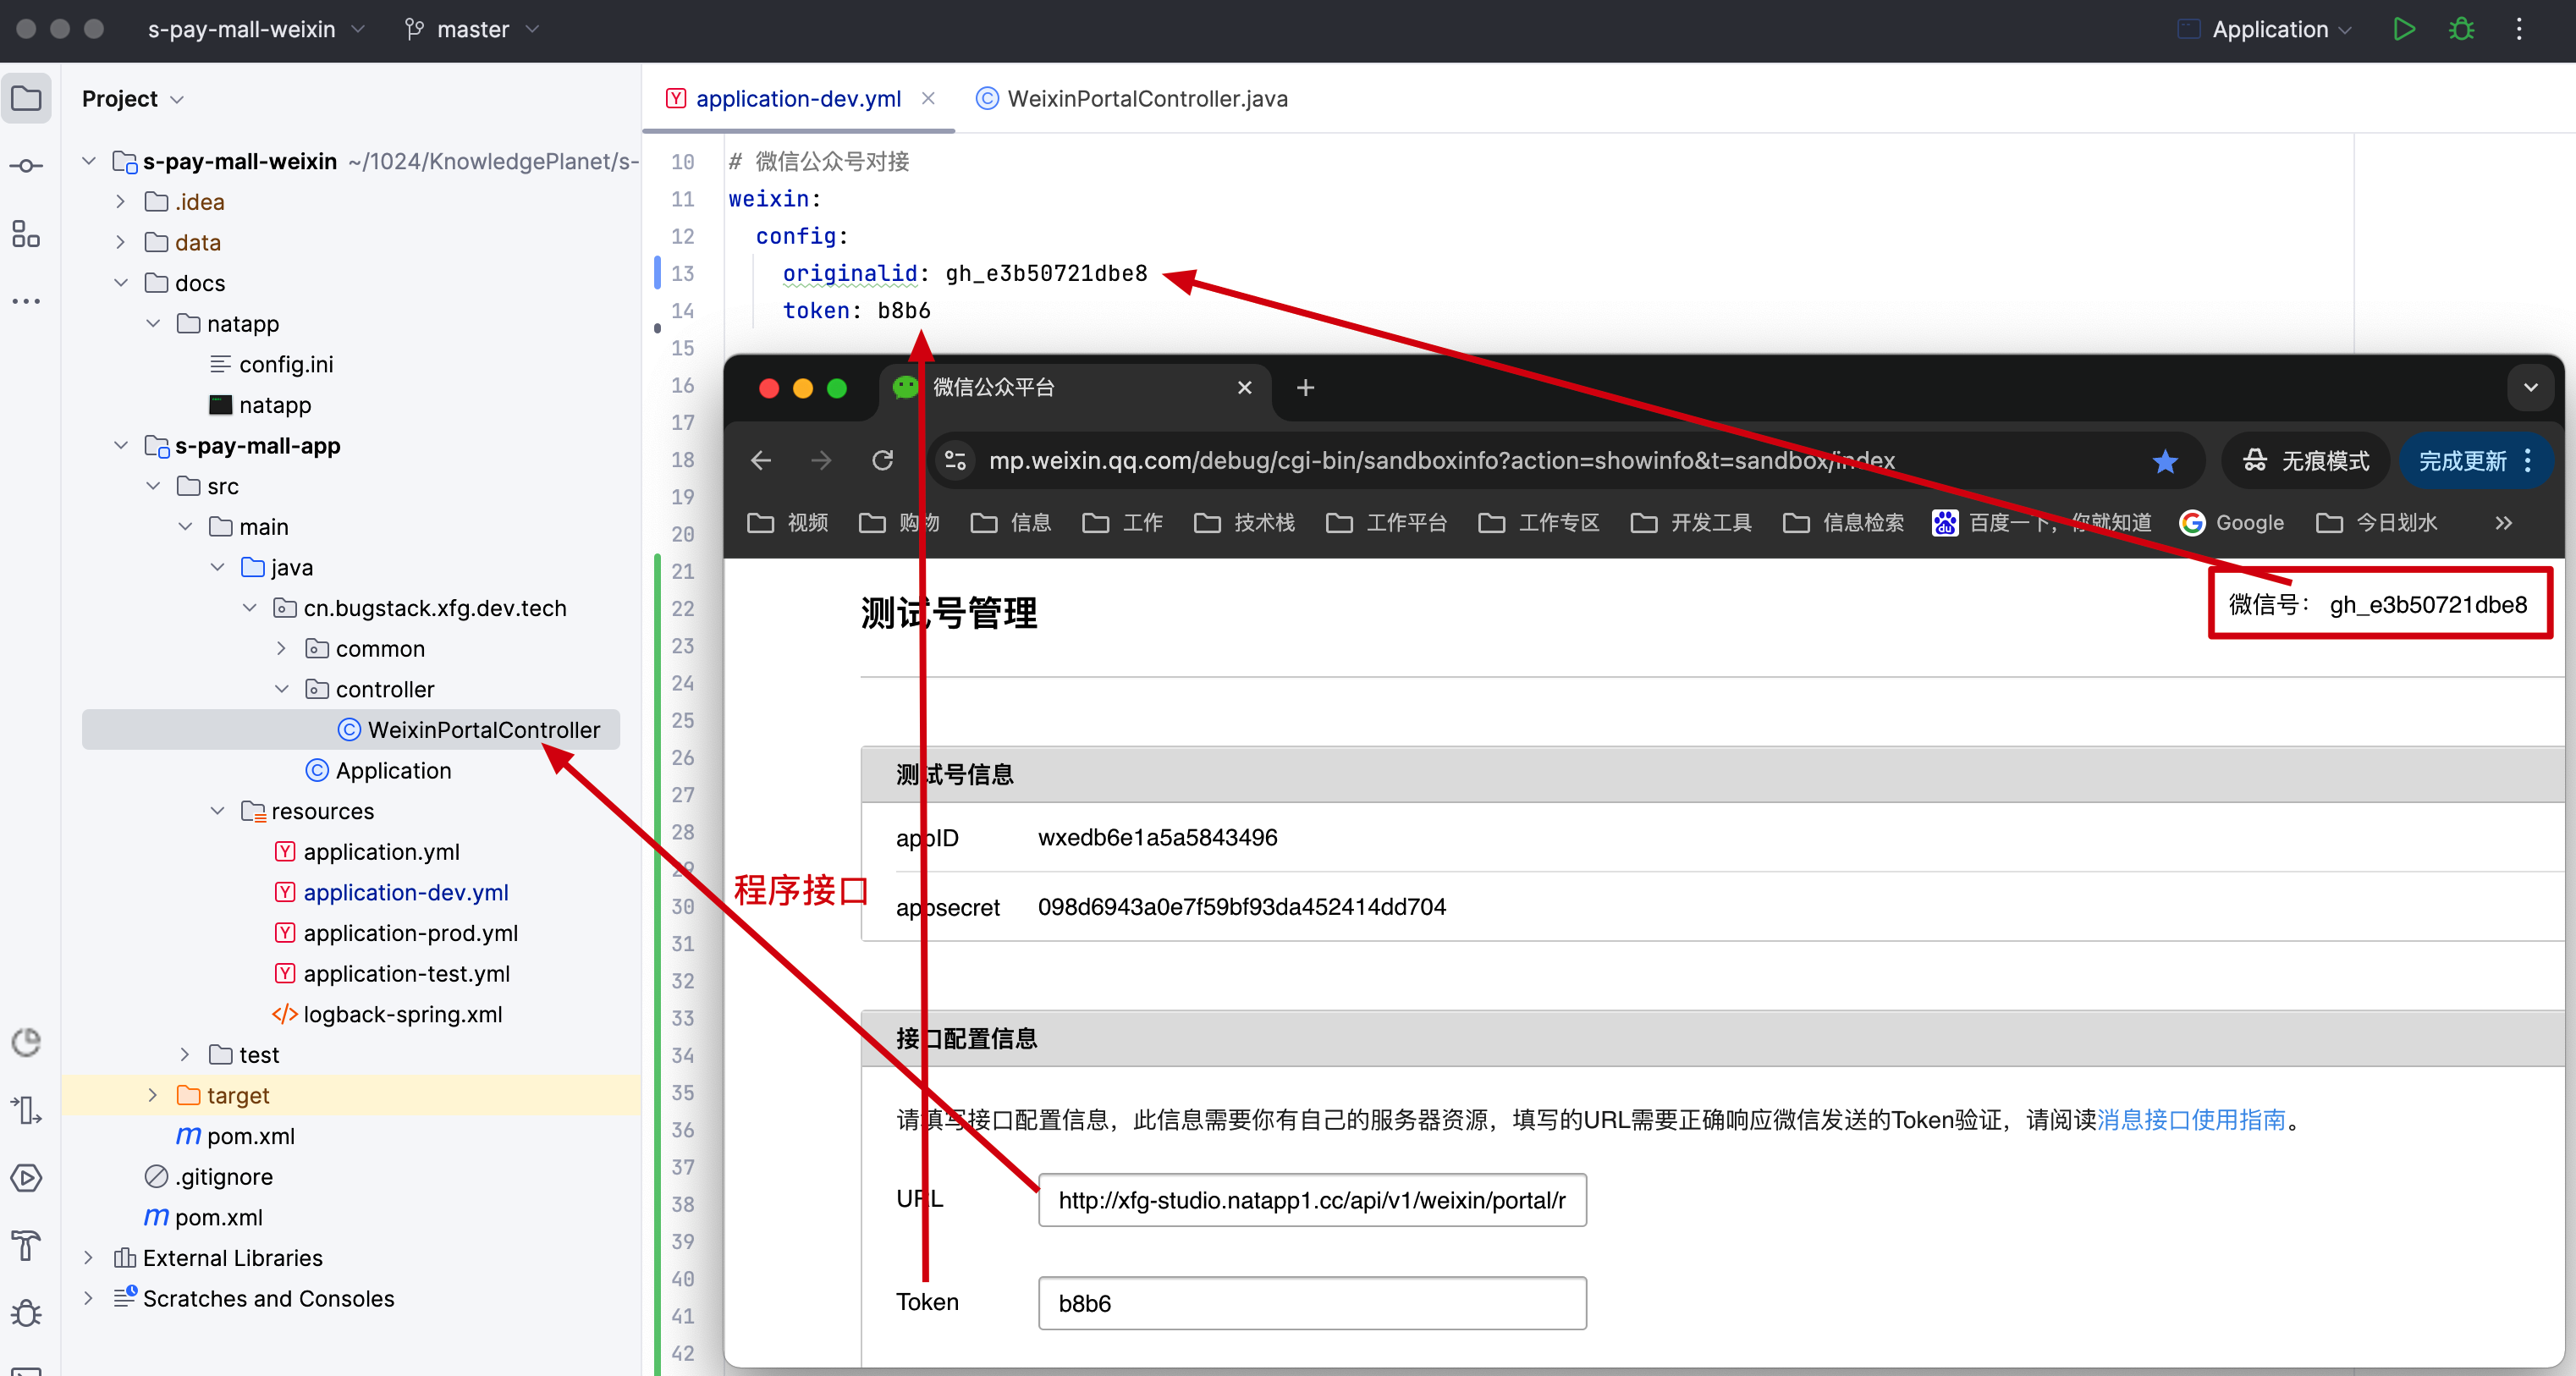 s-pay-mall-weixin master Application
Project
s-pay-mall-weixin ~/1024/KnowledgePlanet/s-
.idea
data
docs
natapp
config.ini
natapp
s-pay-mall-app
src
main
java
cn.bugstack.xfg.dev.tech
common
controller
WeixinPortalController
Application
resources
application.yml
application-dev.yml
application-prod.yml
application-test.yml
logback-spring.xml
test
target
pom.xml
.gitignore
pom.xml
External Libraries
Scratches and Consoles
application-dev.yml WeixinPortalController.java
10 # 微信公众号对接
11 weixin:
12 config:
13 originalid: gh_e3b50721dbe8
14 token: b8b6
15
16
17
18
19
20
21
22
23
24
25
26
27
28
29
30
31
32
33
34
35
36
37
38
39
40
41
42
微信公众平台
mp.weixin.qq.com/debug/cgi-bin/sandboxinfo?action=showinfo&t=sandbox/index 无痕模式 完成更新
视频 购物 信息 工作 技术栈 工作平台 工作专区 开发工具 信息检索 百度一下，你就知道 Google 今日划水
测试号管理
微信号： gh_e3b50721dbe8
测试号信息
appID wxedb6e1a5a5843496
程序接口
appsecret 098d6943a0e7f59bf93da452414dd704
接口配置信息
请填写接口配置信息，此信息需要你有自己的服务器资源，填写的URL需要正确响应微信发送的Token验证，请阅读消息接口使用指南。
URL http://xfg-studio.natapp1.cc/api/v1/weixin/portal/r
Token b8b6